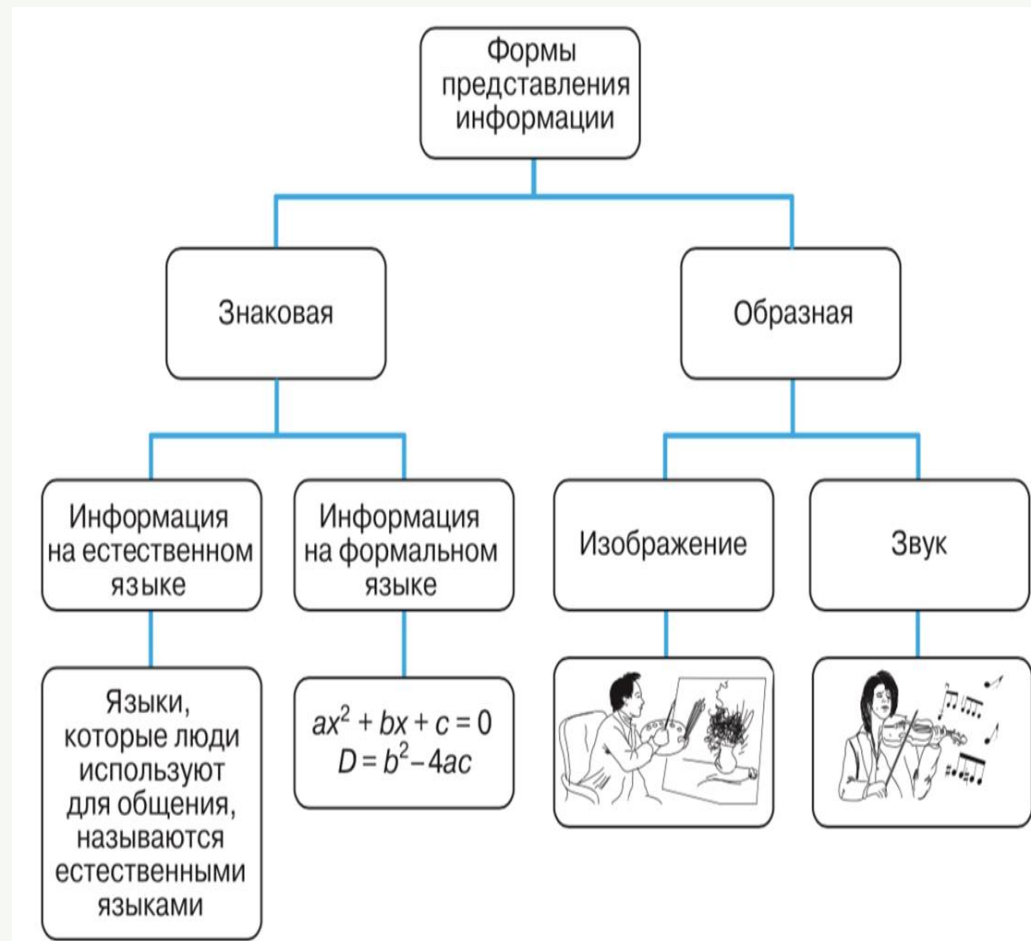 Формы
представления
информации
Знаковая
Образная
Информация
на естественном
языке
Информация
на формальном
языке
Изображение
Звук
Языки,
которые люди
используют
для общения,
называются
естественными
языками
ax² + bx + c = 0
D = b² – 4ac